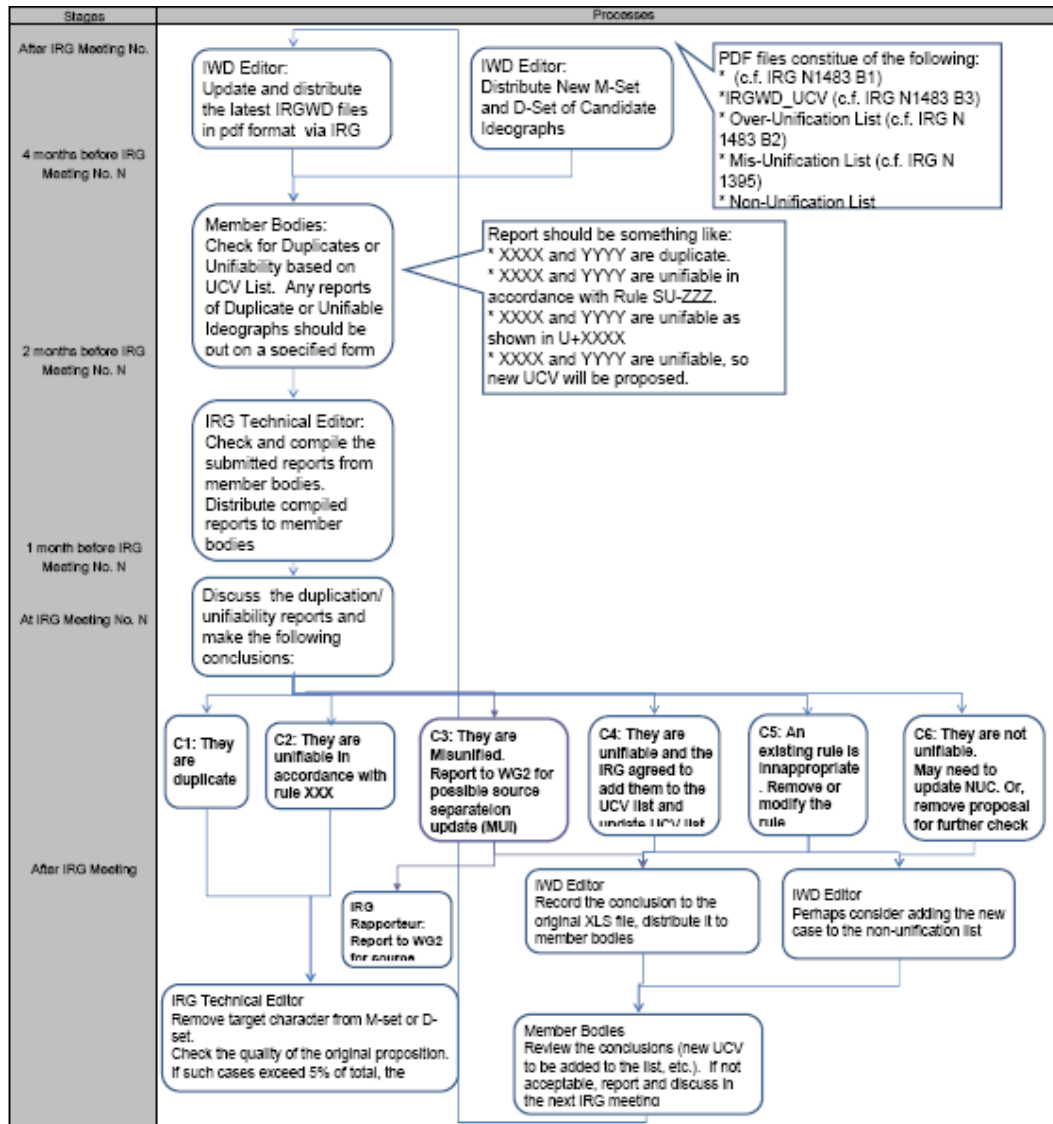 Stages
Processes
After IRG Meeting No.
4 months before IRG
Meeting No. N
2 months before IRG
Meeting No. N
1 month before IRG
Meeting No. N
At IRG Meeting No. N
After IRG Meeting
IWD Editor:
Update and distribute
the latest IRGWD files
in pdf format via IRG
IWD Editor:
Distribute New M-Set
and D-Set of Candidate
Ideographs
PDF files constitue of the following:
* (c.f. IRG N1483 B1)
*IRGWD_UCV (c.f. IRG N1483 B3)
* Over-Unification List (c.f. IRG N
1483 B2)
* Mis-Unification List (c.f. IRG N
1395)
* Non-Unification List
Member Bodies:
Check for Duplicates or
Unifiability based on
UCV List. Any reports
of Duplicate or Unifiable
Ideographs should be
put on a specified form
Report should be something like:
* XXXX and YYYY are duplicate.
* XXXX and YYYY are unifiable in
accordance with Rule SU-ZZZ.
* XXXX and YYYY are unifable as
shown in U+XXXX
* XXXX and YYYY are unifiable, so
new UCV will be proposed.
IRG Technical Editor:
Check and compile the
submitted reports from
member bodies.
Distribute compiled
reports to member
bodies
Discuss the duplication/
unifiability reports and
make the following
conclusions:
C1: They
are
duplicate
C2: They are
unifiable in
accordance with
rule XXX
C3: They are
Misunified.
Report to WG2 for
possible source
separateion
update (MUI)
C4: They are
unifiable and the
IRG agreed to
add them to the
UCV list and
update UCV list
C5: An
existing rule is
innappropriate
. Remove or
modify the
rule
C6: They are not
unifiable.
May need to
update NUC. Or,
remove proposal
for further check
IRG
Rapporteur:
Report to WG2
for source
IWD Editor
Record the conclusion to the
original XLS file, distribute it to
member bodies
IWD Editor
Perhaps consider adding the new
case to the non-unification list
IRG Technical Editor
Remove target character from M-set or D-
set.
Check the quality of the original proposition.
If such cases exceed 5% of total, the
Member Bodies
Review the conclusions (new UCV
to be added to the list, etc.). If not
acceptable, report and discuss in
the next IRG meeting